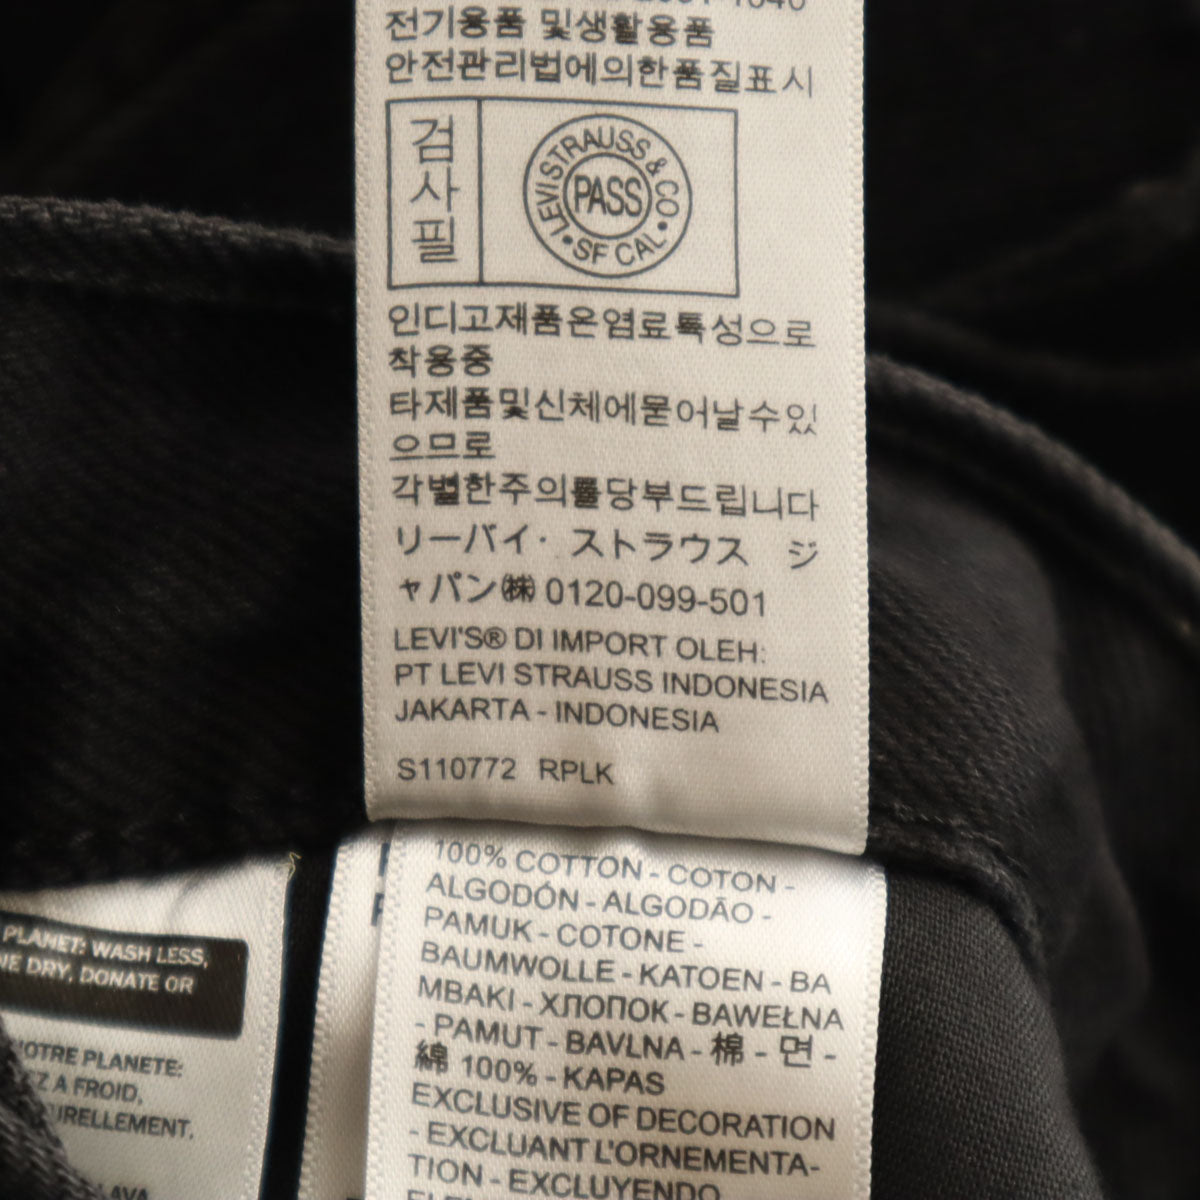 전기용품 및생활용품
안전관리법에의한품질표시
검사필
LEVI STRAUSS & CO
PASS
• SF CAL •
인디고제품은염료특성으로
착용중
타제품및신체에묻어날수있
으므로
각별한주의를당부드립니다
リーバイ・ストラウス ジ
ャパン㈱ 0120-099-501
LEVI'S® DI IMPORT OLEH:
PT LEVI STRAUSS INDONESIA
JAKARTA - INDONESIA
S110772 RPLK
100% COTTON - COTON -
ALGODÓN - ALGODÃO -
PAMUK - COTONE -
BAUMWOLLE - KATOEN - BA
MBAKI - ХЛОПОК - BAWEŁNA
- PAMUT - BAVLNA - 棉 - 면 -
綿 100% - KAPAS
EXCLUSIVE OF DECORATION
- EXCLUANT L'ORNEMENTA-
TION - EXCLUYENDO
PLANET: WASH LESS,
NE DRY, DONATE OR
OTRE PLANETE:
Z A FROID,
URELLEMENT,
LAVA